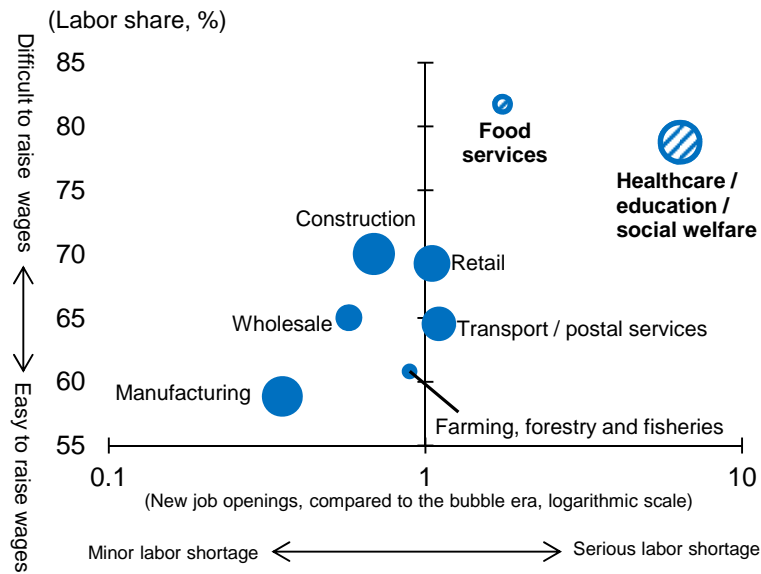 (Labor share, %)
Difficult to raise wages
Easy to raise wages
85
80
75
70
65
60
55
Food
services
Healthcare /
education /
social welfare
Construction
Retail
Wholesale
Transport / postal services
Manufacturing
Farming, forestry and fisheries
0.1
1
10
(New job openings, compared to the bubble era, logarithmic scale)
Minor labor shortage
Serious labor shortage